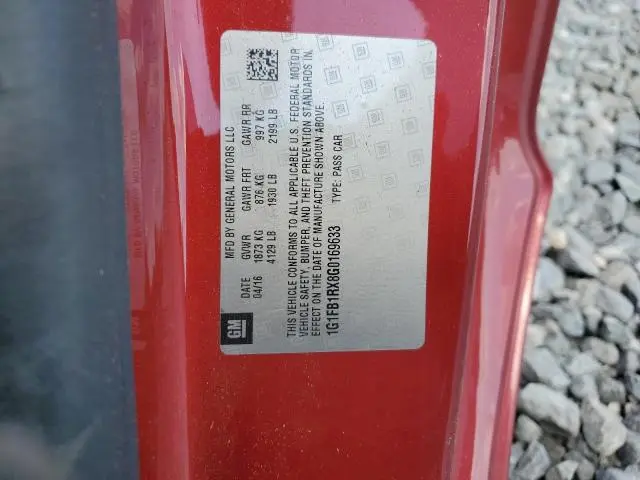 GM
MFD BY GENERAL MOTORS LLC
DATE GVWR GAWR FRT GAWR RR
04/16 1873 KG 876 KG 997 KG
4129 LB 1930 LB 2199 LB
THIS VEHICLE CONFORMS TO ALL APPLICABLE U.S. FEDERAL MOTOR
VEHICLE SAFETY, BUMPER, AND THEFT PREVENTION STANDARDS IN
EFFECT ON THE DATE OF MANUFACTURE SHOWN ABOVE.
1G1FB1RX8G0169633 TYPE: PASS CAR